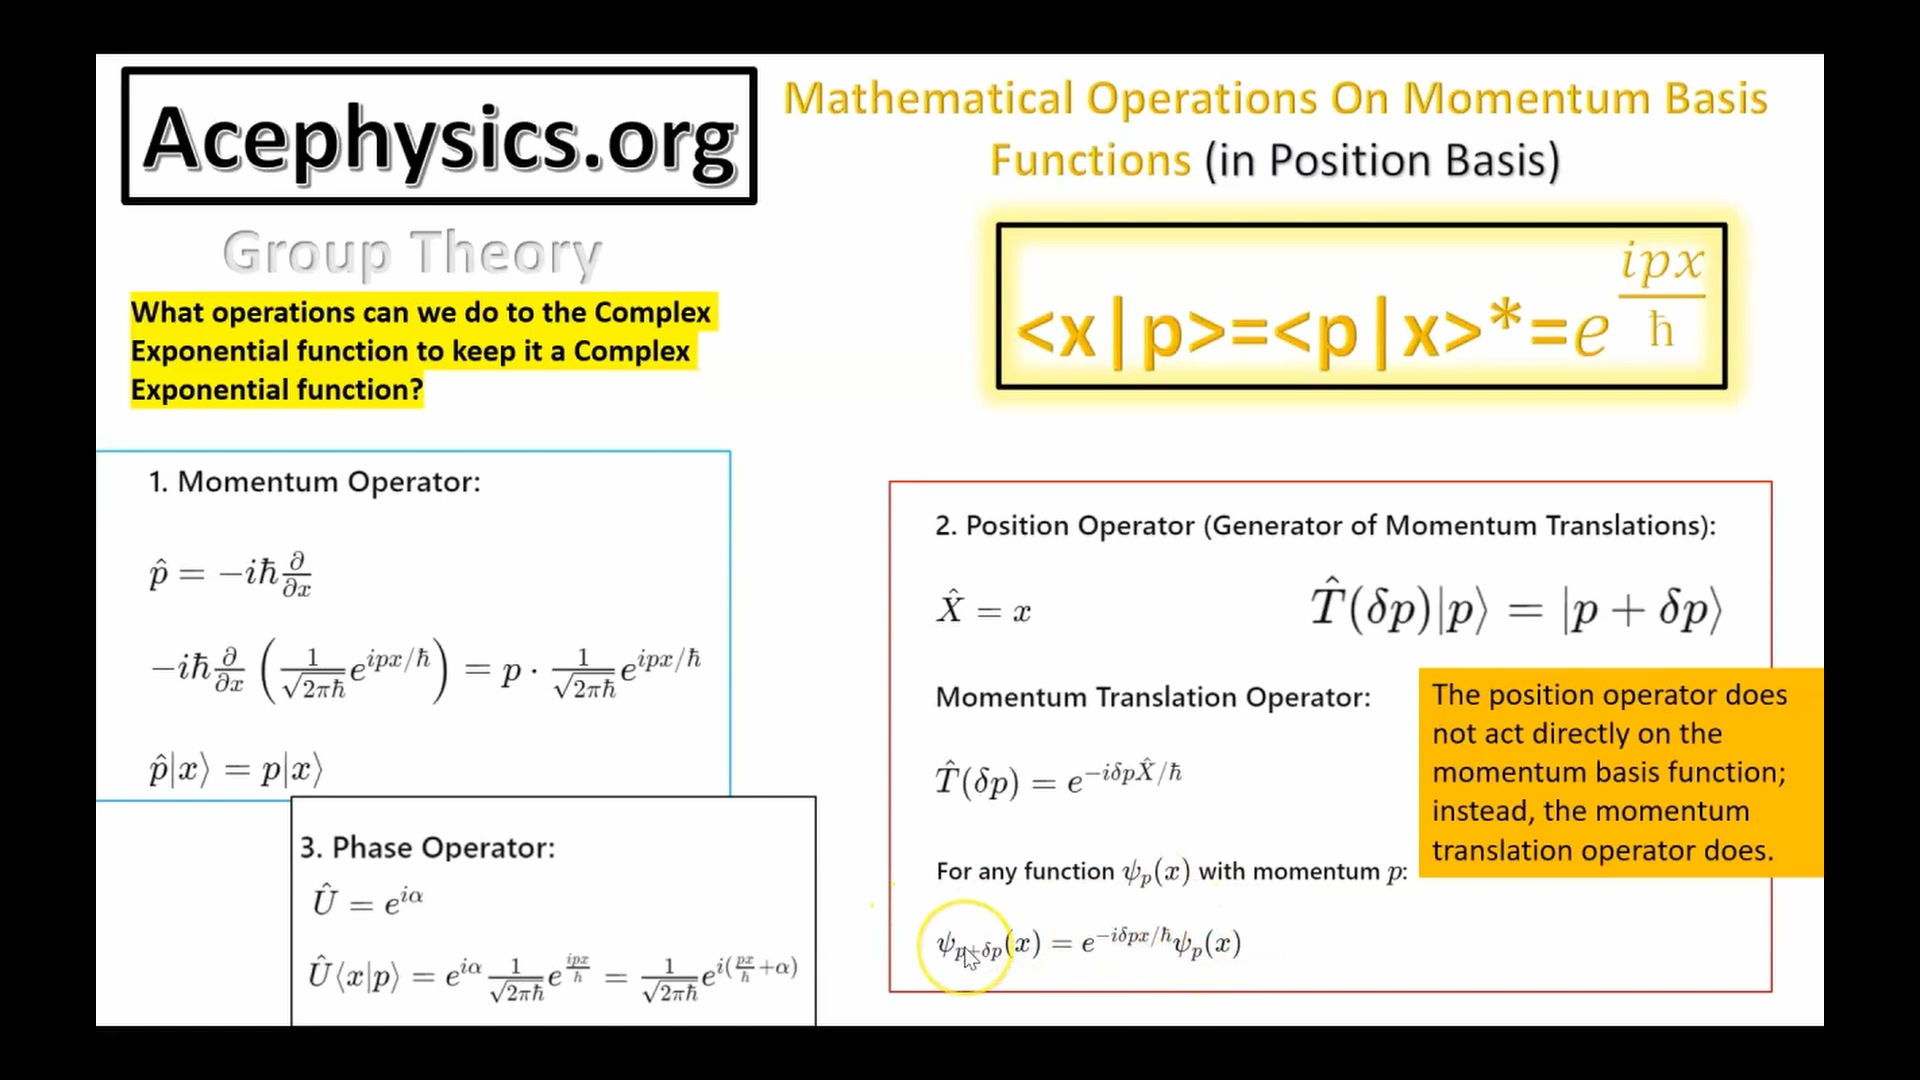 Acephysics.org
Mathematical Operations On Momentum Basis
Functions (in Position Basis)
Group Theory
What operations can we do to the Complex
Exponential function to keep it a Complex
Exponential function?
<x|p>=<p|x>*=e^{\frac{ipx}{ħ}}
1. Momentum Operator:
p̂ = −iħ ∂/∂x
−iħ ∂/∂x (1/√2πħ e^{ipx/ħ}) = p · 1/√2πħ e^{ipx/ħ}
p̂|x⟩ = p|x⟩
2. Position Operator (Generator of Momentum Translations):
X̂ = x
T̂(δp)|p⟩ = |p + δp⟩
Momentum Translation Operator:
T̂(δp) = e^{−iδpX̂/ħ}
The position operator does
not act directly on the
momentum basis function;
instead, the momentum
translation operator does.
For any function ψ_p(x) with momentum p:
ψ_{p+δp}(x) = e^{−iδpx/ħ}ψ_p(x)
3. Phase Operator:
Û = e^{iα}
Û⟨x|p⟩ = e^{iα} 1/√2πħ e^{\frac{ipx}{ħ}} = 1/√2πħ e^{i(\frac{px}{ħ}+α)}